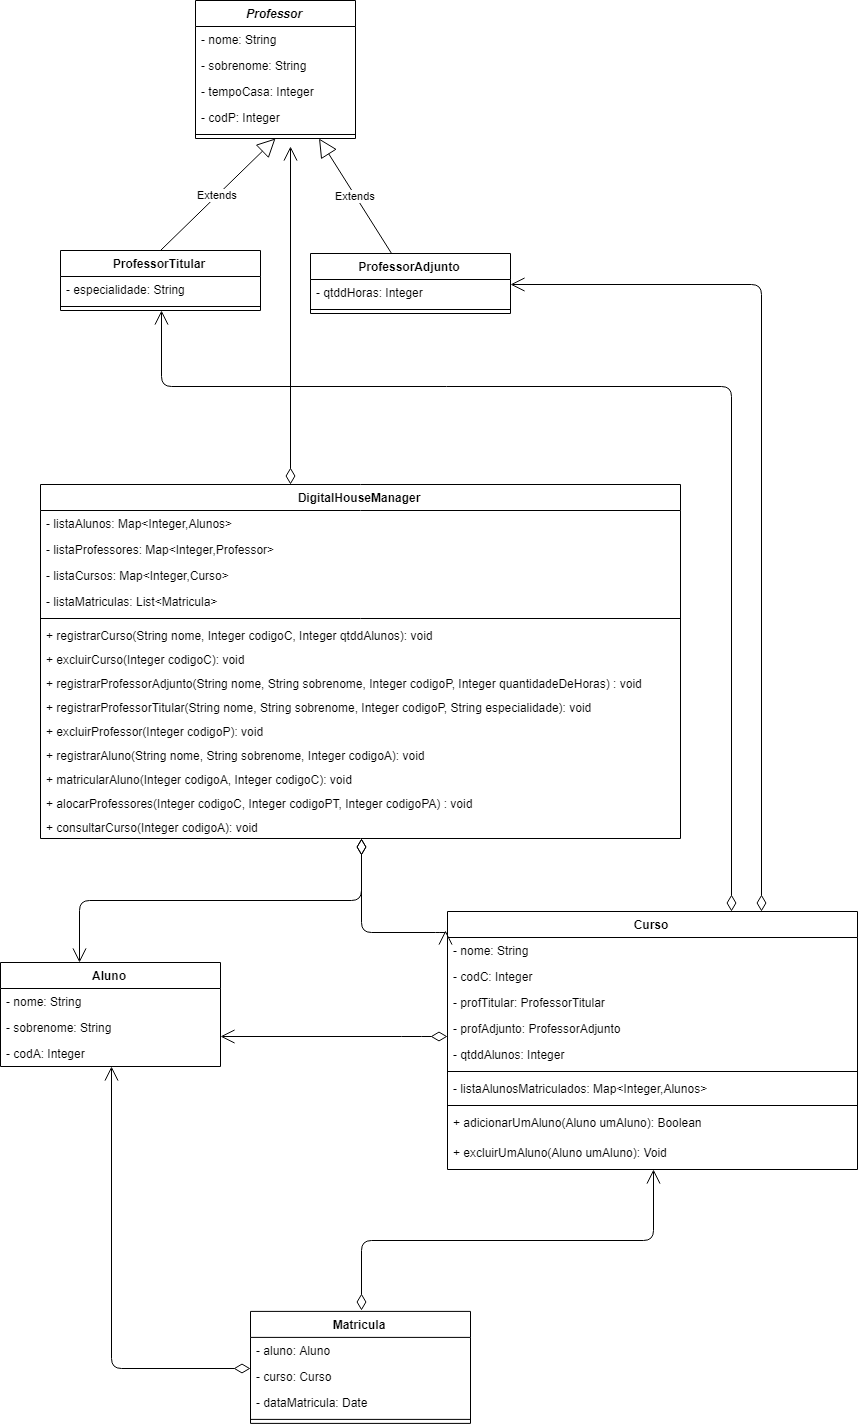 Professor
- nome: String
- sobrenome: String
- tempoCasa: Integer
- codP: Integer
Extends
Extends
ProfessorTitular
- especialidade: String
ProfessorAdjunto
- qtddHoras: Integer
DigitalHouseManager
- listaAlunos: Map<Integer,Alunos>
- listaProfessores: Map<Integer,Professor>
- listaCursos: Map<Integer,Curso>
- listaMatriculas: List<Matricula>
+ registrarCurso(String nome, Integer codigoC, Integer qtddAlunos): void
+ excluirCurso(Integer codigoC): void
+ registrarProfessorAdjunto(String nome, String sobrenome, Integer codigoP, Integer quantidadeDeHoras) : void
+ registrarProfessorTitular(String nome, String sobrenome, Integer codigoP, String especialidade): void
+ excluirProfessor(Integer codigoP): void
+ registrarAluno(String nome, String sobrenome, Integer codigoA): void
+ matricularAluno(Integer codigoA, Integer codigoC): void
+ alocarProfessores(Integer codigoC, Integer codigoPT, Integer codigoPA) : void
+ consultarCurso(Integer codigoA): void
Aluno
- nome: String
- sobrenome: String
- codA: Integer
Curso
- nome: String
- codC: Integer
- profTitular: ProfessorTitular
- profAdjunto: ProfessorAdjunto
- qtddAlunos: Integer
- listaAlunosMatriculados: Map<Integer,Alunos>
+ adicionarUmAluno(Aluno umAluno): Boolean
+ excluirUmAluno(Aluno umAluno): Void
Matricula
- aluno: Aluno
- curso: Curso
- dataMatricula: Date